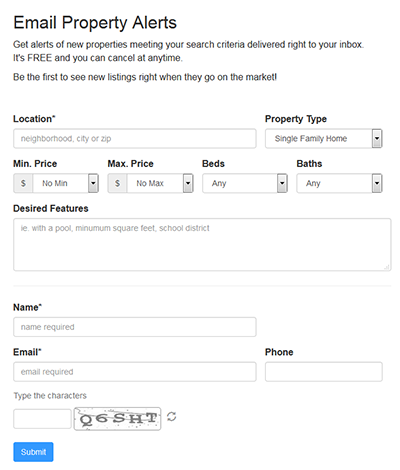 Email Property Alerts
Get alerts of new properties meeting your search criteria delivered right to your inbox.
It's FREE and you can cancel at anytime.
Be the first to see new listings right when they go on the market!
Location* Property Type
neighborhood, city or zip Single Family Home
Min. Price Max. Price Beds Baths
$ No Min $ No Max Any Any
Desired Features
ie. with a pool, minumum square feet, school district
Name*
name required
Email* Phone
email required
Type the characters
Q6SHT
Submit